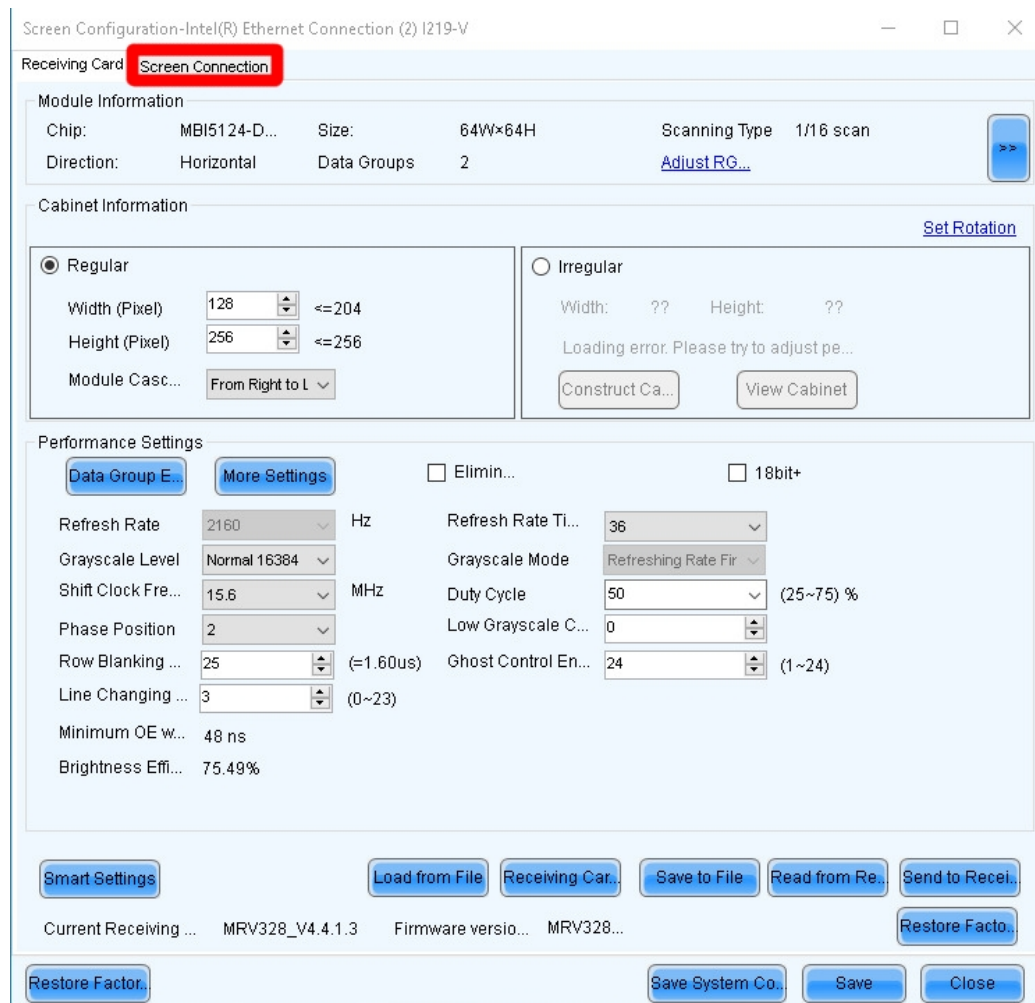 Screen Configuration-Intel(R) Ethernet Connection (2) I219-V
Receiving Card Screen Connection
Module Information
Chip: MBI5124-D... Size: 64W×64H Scanning Type 1/16 scan
Direction: Horizontal Data Groups 2 Adjust RG...
>>
Cabinet Information
Set Rotation
Regular Irregular
Width (Pixel) 128 <=204 Width: ?? Height: ??
Height (Pixel) 256 <=256 Loading error. Please try to adjust pe...
Module Casc... From Right to L Construct Ca... View Cabinet
Performance Settings
Data Group E... More Settings Elimin... 18bit+
Refresh Rate 2160 Hz Refresh Rate Ti... 36
Grayscale Level Normal 16384 Grayscale Mode Refreshing Rate Fir
Shift Clock Fre... 15.6 MHz Duty Cycle 50 (25~75) %
Phase Position 2 Low Grayscale C... 0
Row Blanking ... 25 (=1.60us) Ghost Control En... 24 (1~24)
Line Changing ... 3 (0~23)
Minimum OE w... 48 ns
Brightness Effi... 75.49%
Smart Settings Load from File Receiving Car... Save to File Read from Re... Send to Recei...
Current Receiving ... MRV328_V4.4.1.3 Firmware versio... MRV328... Restore Facto...
Restore Factor... Save System Co... Save Close